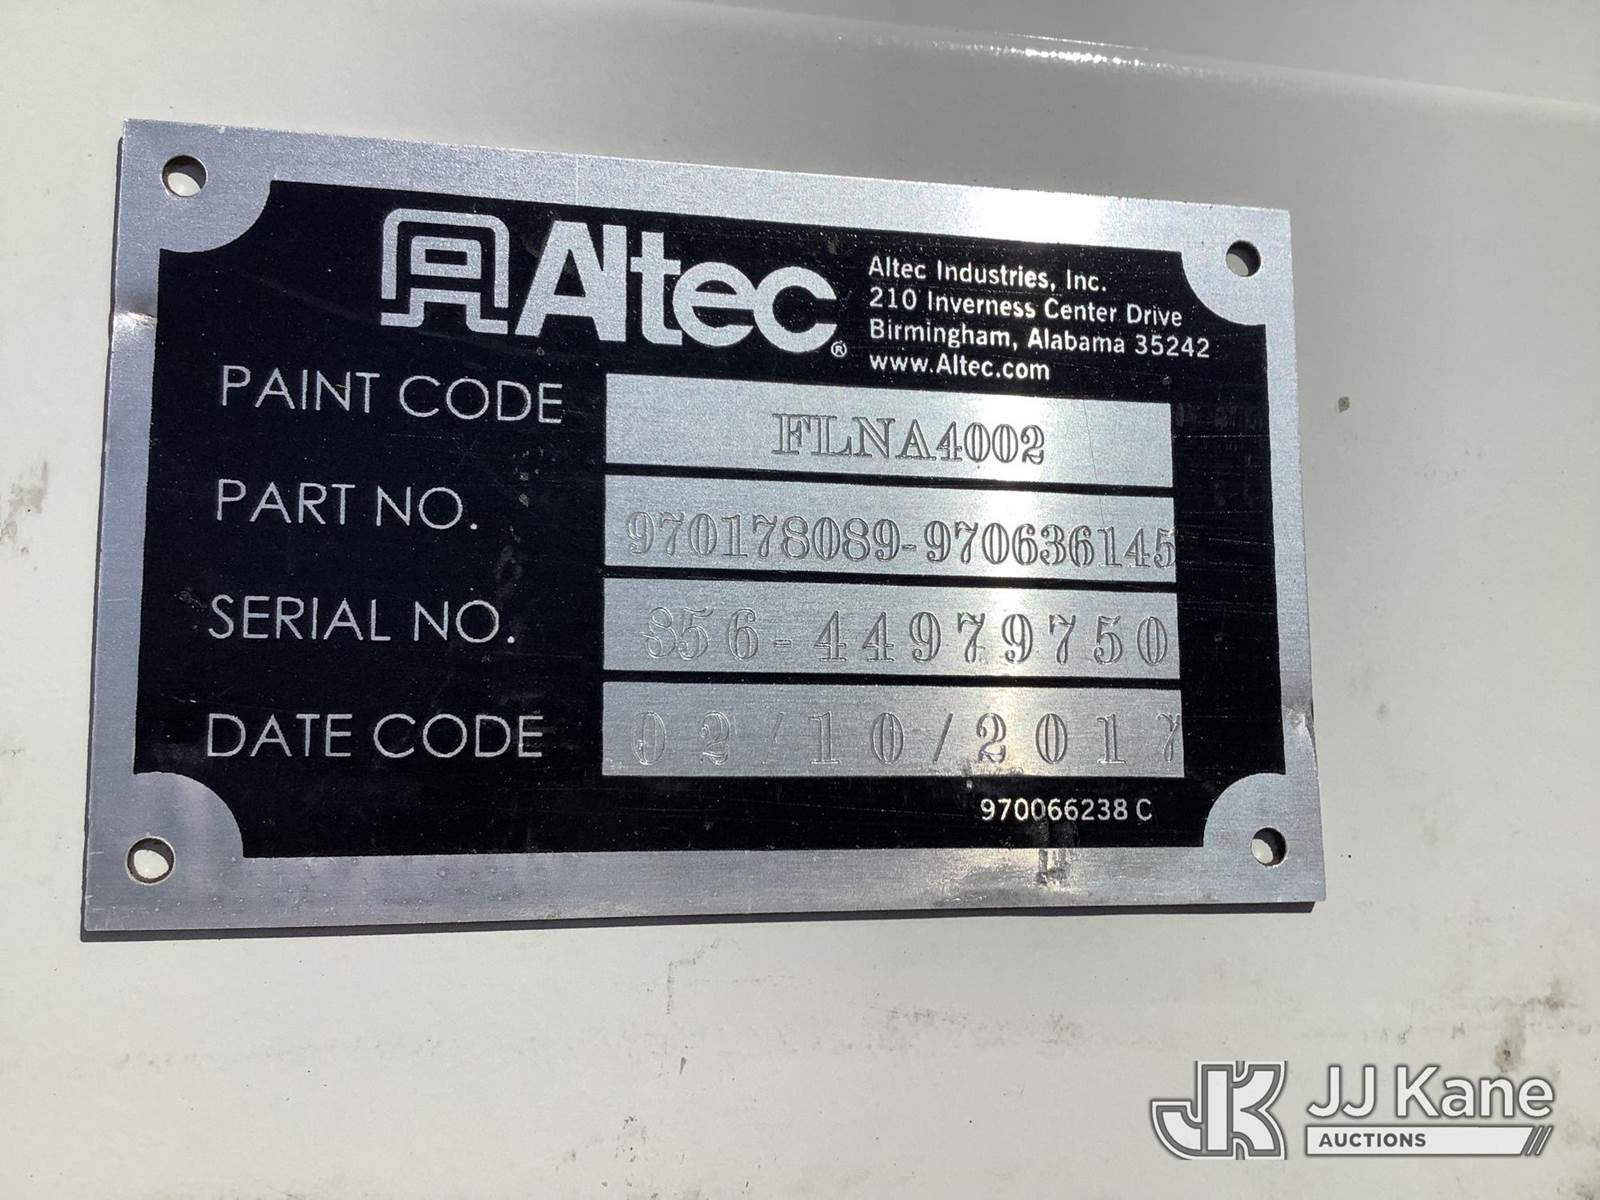 Altec®
Altec Industries, Inc.
210 Inverness Center Drive
Birmingham, Alabama 35242
www.Altec.com
PAINT CODE FLNA4002
PART NO. 970178089-970636145
SERIAL NO. 856-44979750
DATE CODE 02/10/2017
970066238 C
JK JJ Kane
AUCTIONS